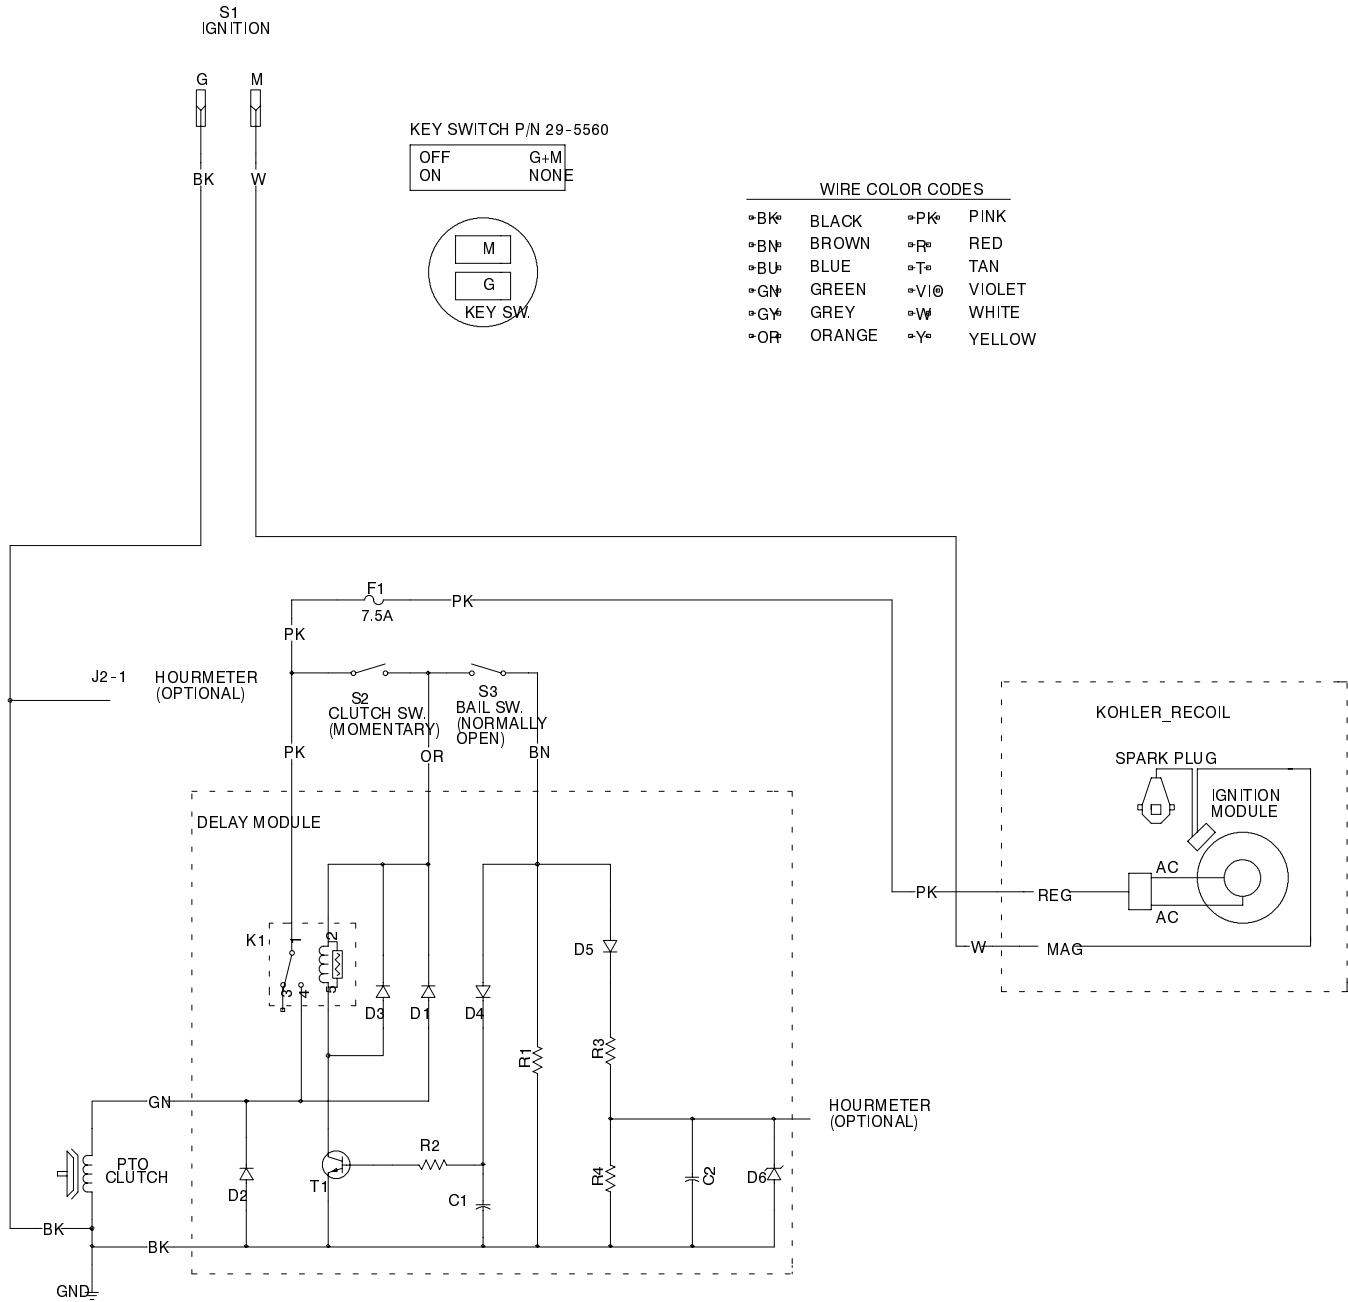 S1
IGNITION
G M
BK W
KEY SWITCH P/N 29-5560
OFF G+M
ON NONE
M
G
KEY SW.
WIRE COLOR CODES
BK BLACK PK PINK
BN BROWN R RED
BU BLUE T TAN
GN GREEN VIO VIOLET
GY GREY W WHITE
OR ORANGE Y YELLOW
F1
7.5A
PK
PK
J2-1 HOURMETER
(OPTIONAL)
S2
CLUTCH SW.
(MOMENTARY)
S3
BAIL SW.
(NORMALLY
OPEN)
PK
OR
BN
KOHLER_RECOIL
SPARK PLUG
IGNITION
MODULE
AC
AC
PK REG
W MAG
DELAY MODULE
K1
1
2
3
4
5
D3
D1
D4
D5
R1
R3
GN
HOURMETER
(OPTIONAL)
PTO
CLUTCH
D2
T1
R2
C1
R4
C2
D6
BK
BK
GND